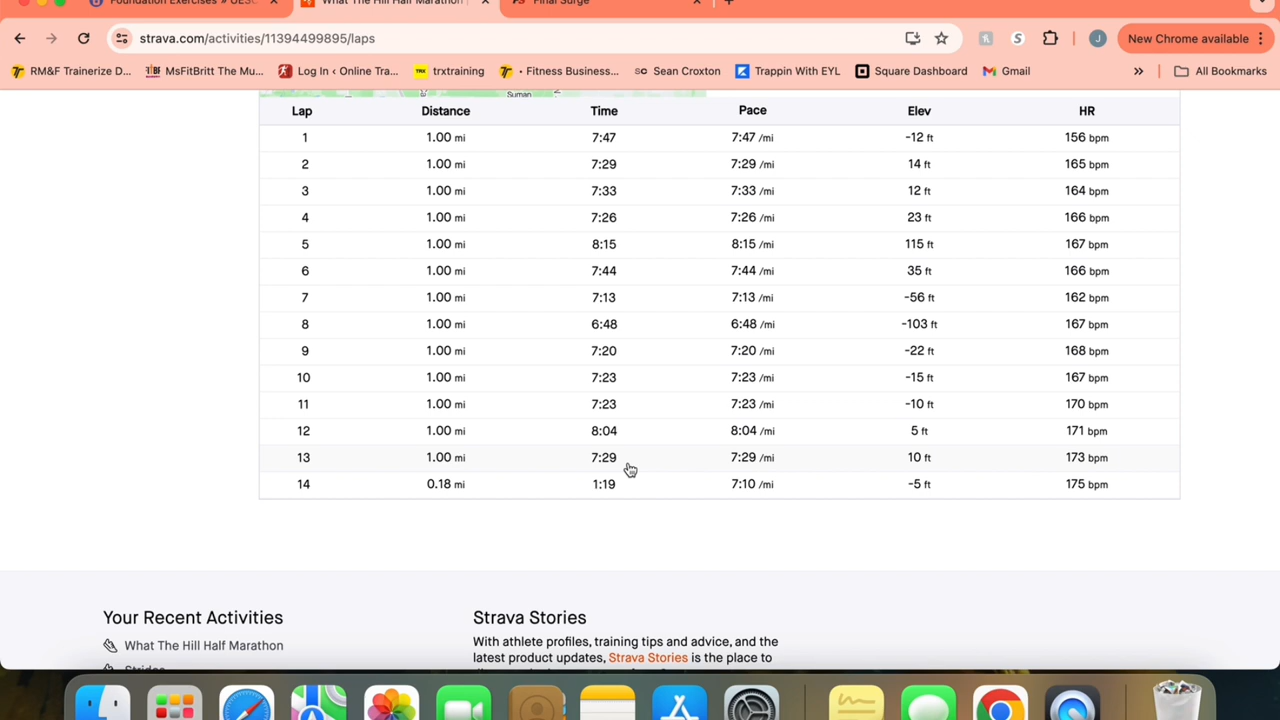 Foundation Exercises » UESC
What The Hill Half Marathon
Final Surge
strava.com/activities/11394499895/laps
New Chrome available
RM&F Trainerize D...
MsFitBritt The Mu...
Log In ‹ Online Tra...
trxtraining
• Fitness Business...
Sean Croxton
Trappin With EYL
Square Dashboard
Gmail
»
All Bookmarks
Suman
Lap Distance Time Pace Elev HR
1 1.00 mi 7:47 7:47 /mi -12 ft 156 bpm
2 1.00 mi 7:29 7:29 /mi 14 ft 165 bpm
3 1.00 mi 7:33 7:33 /mi 12 ft 164 bpm
4 1.00 mi 7:26 7:26 /mi 23 ft 166 bpm
5 1.00 mi 8:15 8:15 /mi 115 ft 167 bpm
6 1.00 mi 7:44 7:44 /mi 35 ft 166 bpm
7 1.00 mi 7:13 7:13 /mi -56 ft 162 bpm
8 1.00 mi 6:48 6:48 /mi -103 ft 167 bpm
9 1.00 mi 7:20 7:20 /mi -22 ft 168 bpm
10 1.00 mi 7:23 7:23 /mi -15 ft 167 bpm
11 1.00 mi 7:23 7:23 /mi -10 ft 170 bpm
12 1.00 mi 8:04 8:04 /mi 5 ft 171 bpm
13 1.00 mi 7:29 7:29 /mi 10 ft 173 bpm
14 0.18 mi 1:19 7:10 /mi -5 ft 175 bpm
Your Recent Activities
What The Hill Half Marathon
Strides
Strava Stories
With athlete profiles, training tips and advice, and the
latest product updates, Strava Stories is the place to